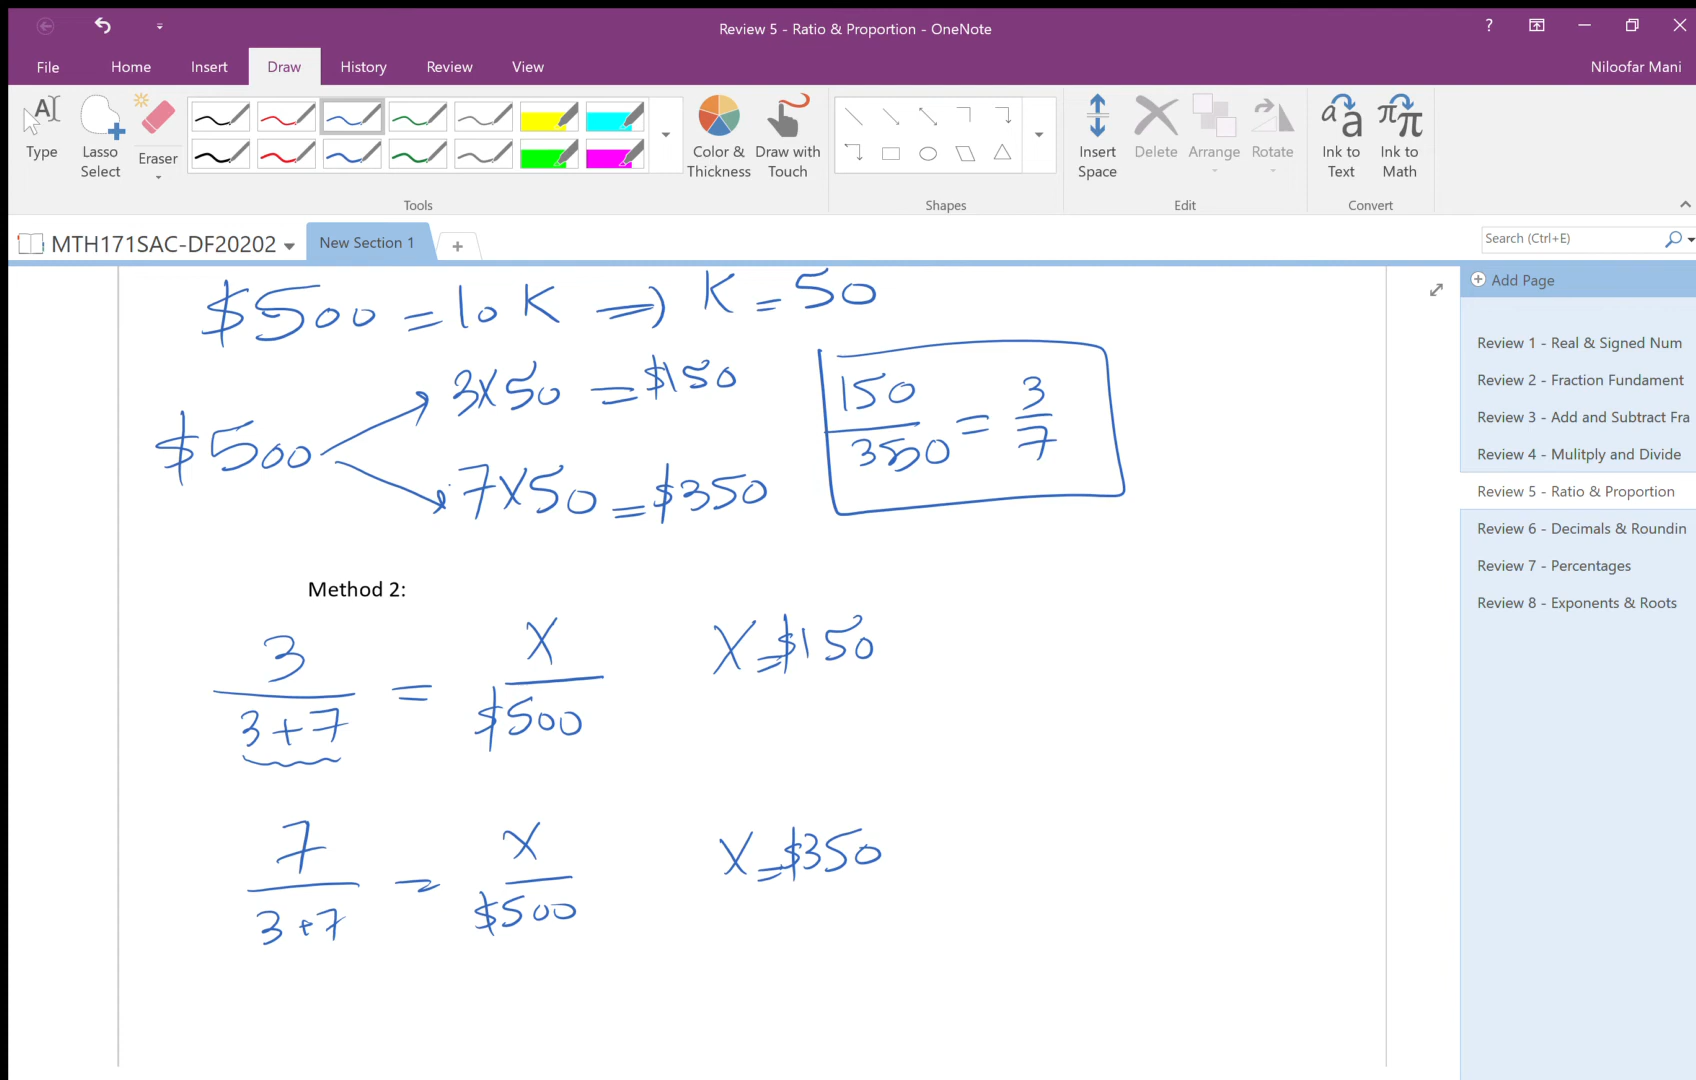 Review 5 - Ratio & Proportion - OneNote
?
File Home Insert Draw History Review View
Niloofar Mani
Type
Lasso Select
Eraser
Color & Thickness
Draw with Touch
Insert Space
Delete
Arrange
Rotate
Ink to Text
Ink to Math
Tools
Shapes
Edit
Convert
MTH171SAC-DF20202
New Section 1
Search (Ctrl+E)
Add Page
Review 1 - Real & Signed Num
Review 2 - Fraction Fundament
Review 3 - Add and Subtract Fra
Review 4 - Mulitply and Divide
Review 5 - Ratio & Proportion
Review 6 - Decimals & Roundin
Review 7 - Percentages
Review 8 - Exponents & Roots
$500 = 10 K => K = 50
3 X 50 = $150
$500
7 X 50 = $350
150/350 = 3/7
Method 2:
3/(3+7) = X/$500 X = $150
7/(3+7) = X/$500 X = $350